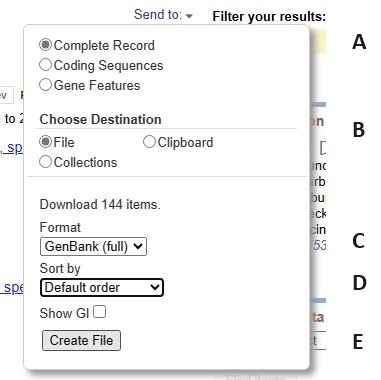 Send to: Filter your results:
Complete Record A
Coding Sequences
Gene Features
Choose Destination
File Clipboard B
Collections
Download 144 items.
Format
GenBank (full) C
Sort by
Default order D
Show GI
Create File E